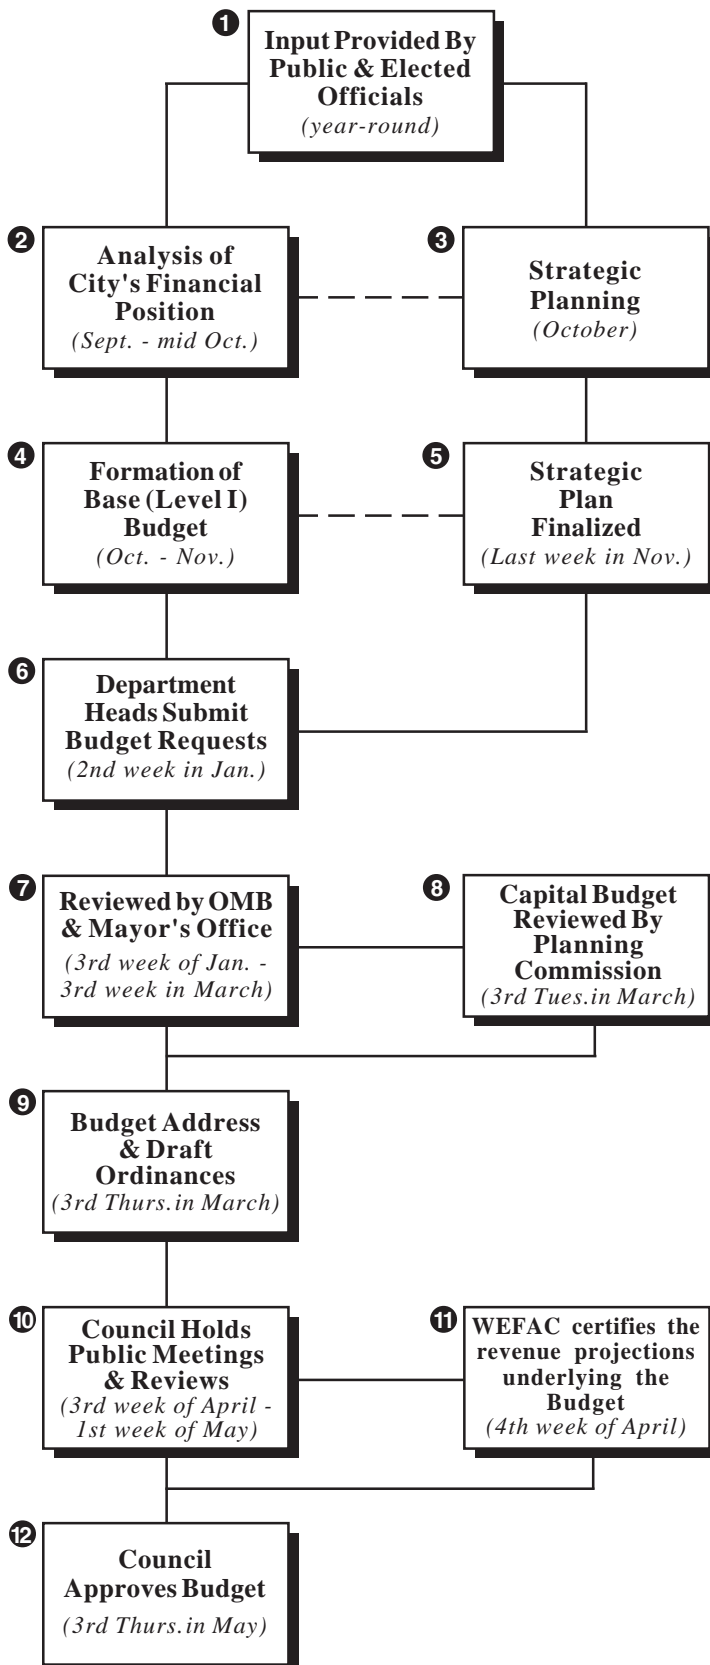 1
Input Provided By
Public & Elected
Officials
(year-round)
2
Analysis of
City's Financial
Position
(Sept. - mid Oct.)
3
Strategic
Planning
(October)
4
Formation of
Base (Level I)
Budget
(Oct. - Nov.)
5
Strategic
Plan
Finalized
(Last week in Nov.)
6
Department
Heads Submit
Budget Requests
(2nd week in Jan.)
7
Reviewed by OMB
& Mayor's Office
(3rd week of Jan. -
3rd week in March)
8
Capital Budget
Reviewed By
Planning
Commission
(3rd Tues.in March)
9
Budget Address
& Draft
Ordinances
(3rd Thurs.in March)
10
Council Holds
Public Meetings
& Reviews
(3rd week of April -
1st week of May)
11
WEFAC certifies the
revenue projections
underlying the
Budget
(4th week of April)
12
Council
Approves Budget
(3rd Thurs.in May)